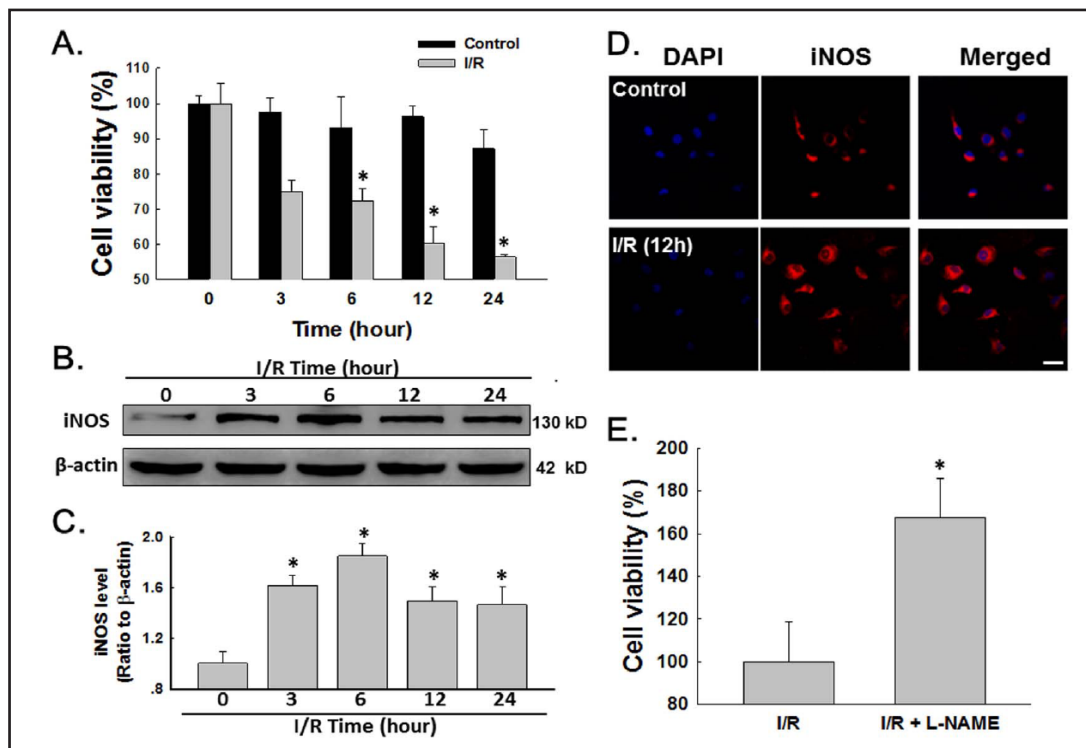 A.
Control
I/R
Cell viability (%)
100
90
80
70
60
50
*
*
*
0 3 6 12 24
Time (hour)
B.
I/R Time (hour)
0 3 6 12 24
iNOS
130 kD
β-actin
42 kD
C.
iNOS level
(Ratio to β-actin)
2.0
1.6
1.2
.8
*
*
*
*
0 3 6 12 24
I/R Time (hour)
D.
DAPI iNOS Merged
Control
I/R (12h)
E.
Cell viability (%)
200
180
160
140
120
100
80
*
I/R I/R + L-NAME